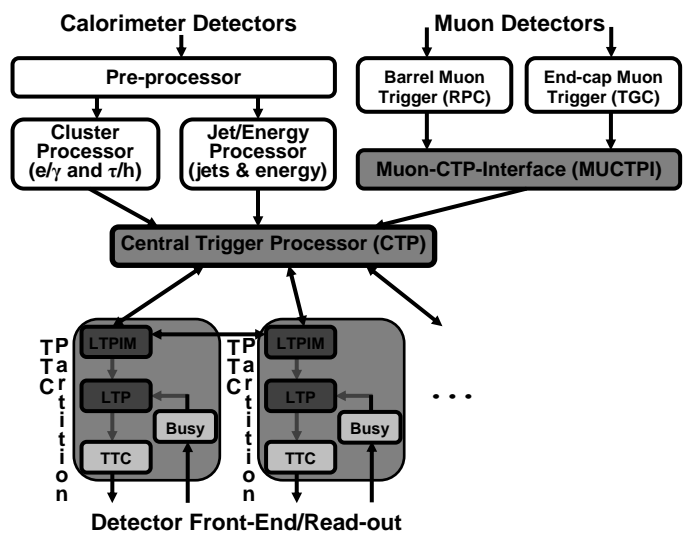 Calorimeter Detectors
Muon Detectors
Pre-processor
Barrel Muon
Trigger (RPC)
End-cap Muon
Trigger (TGC)
Cluster
Processor
(e/γ and τ/h)
Jet/Energy
Processor
(jets & energy)
Muon-CTP-Interface (MUCTPI)
Central Trigger Processor (CTP)
TTC
Partition
LTPIM
LTP
Busy
TTC
TTC
Partition
LTPIM
LTP
Busy
TTC
. . .
Detector Front-End/Read-out